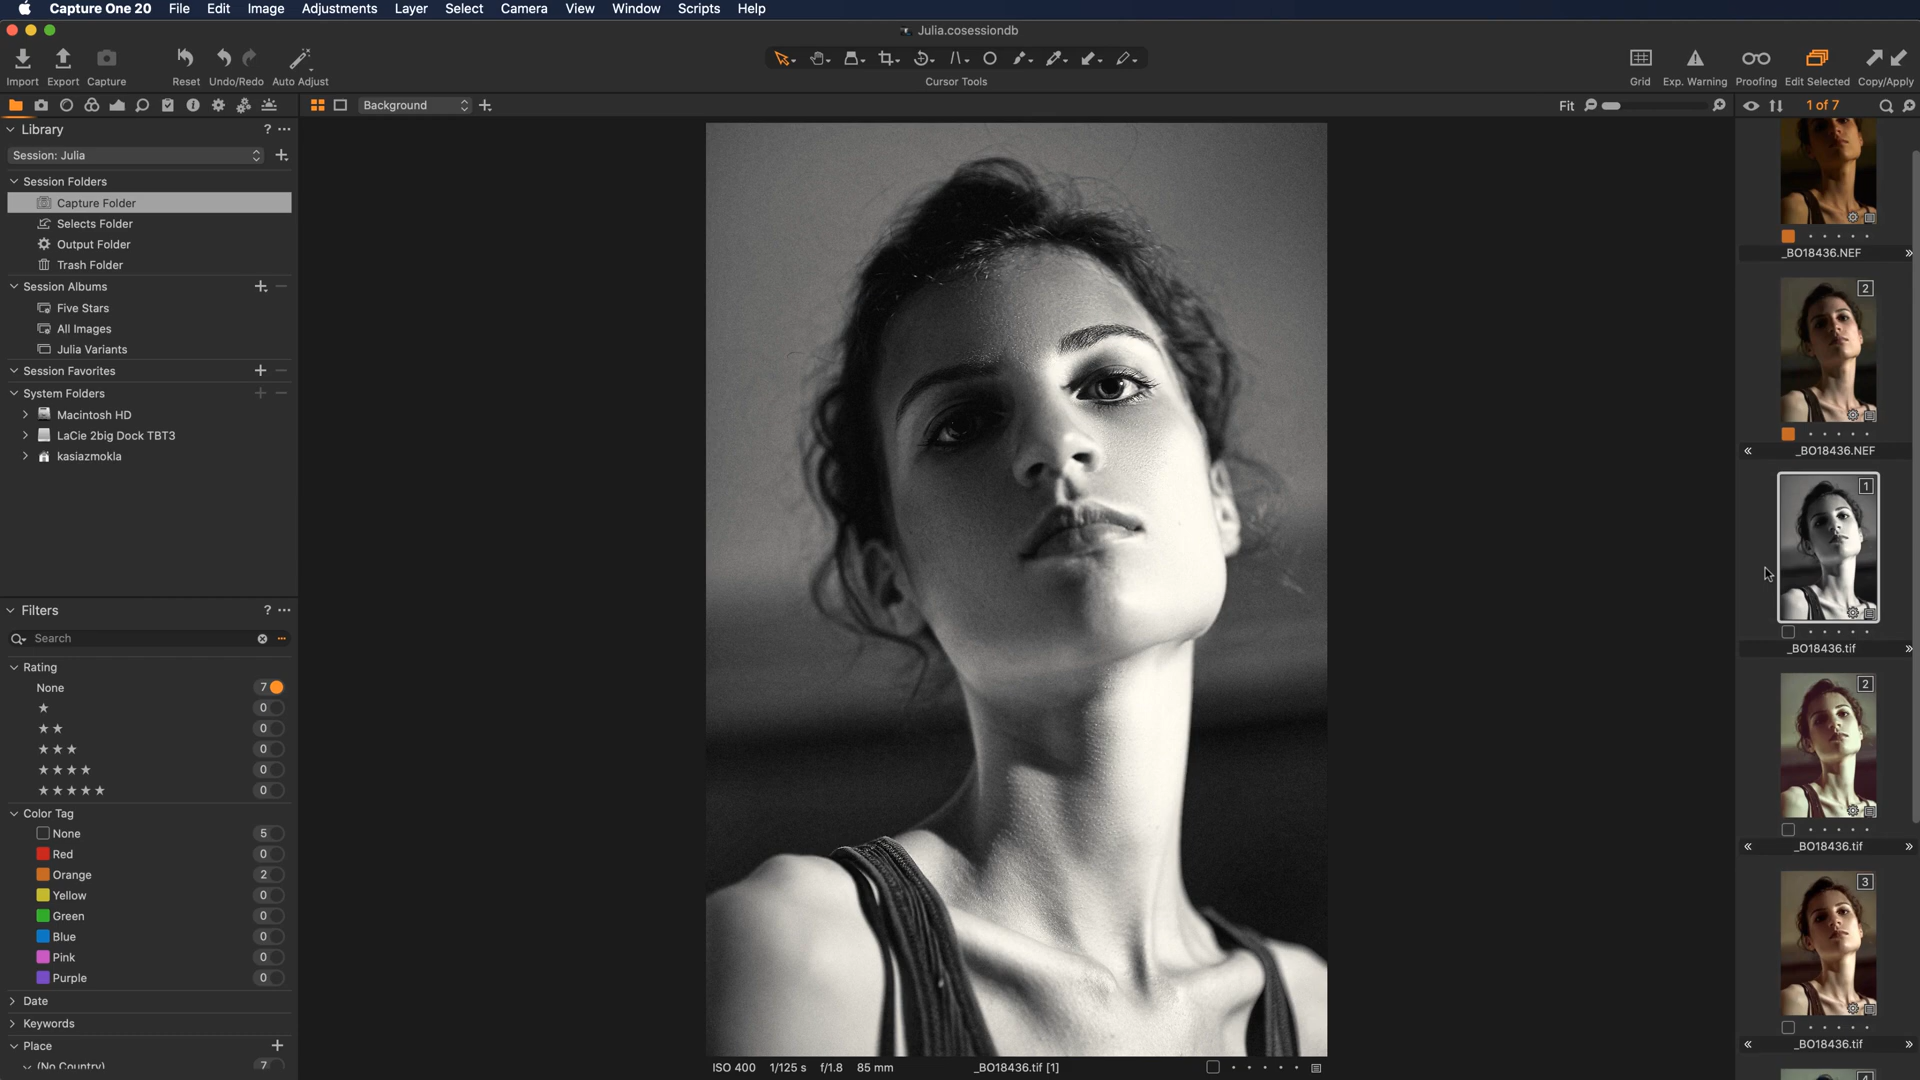 Capture One 20 File Edit Image Adjustments Layer Select Camera View Window Scripts Help
Julia.cosessiondb
Import Export Capture Reset Undo/Redo Auto Adjust Cursor Tools Grid Exp. Warning Proofing Edit Selected Copy/Apply
Background Fit 1 of 7
Library ?
Session: Julia
Session Folders
Capture Folder
Selects Folder
Output Folder
Trash Folder
Session Albums
Five Stars
All Images
Julia Variants
Session Favorites
System Folders
Macintosh HD
LaCie 2big Dock TBT3
kasiazmokla
Filters ?
Search
Rating
None 7
0
0
0
0
0
Color Tag
None 5
Red 0
Orange 2
Yellow 0
Green 0
Blue 0
Pink 0
Purple 0
Date
Keywords
Place
(No Country) 7
ISO 400 1/125 s f/1.8 85 mm _BO18436.tif [1]
_BO18436.NEF
2
_BO18436.NEF
1
_BO18436.tif
2
_BO18436.tif
3
_BO18436.tif
4